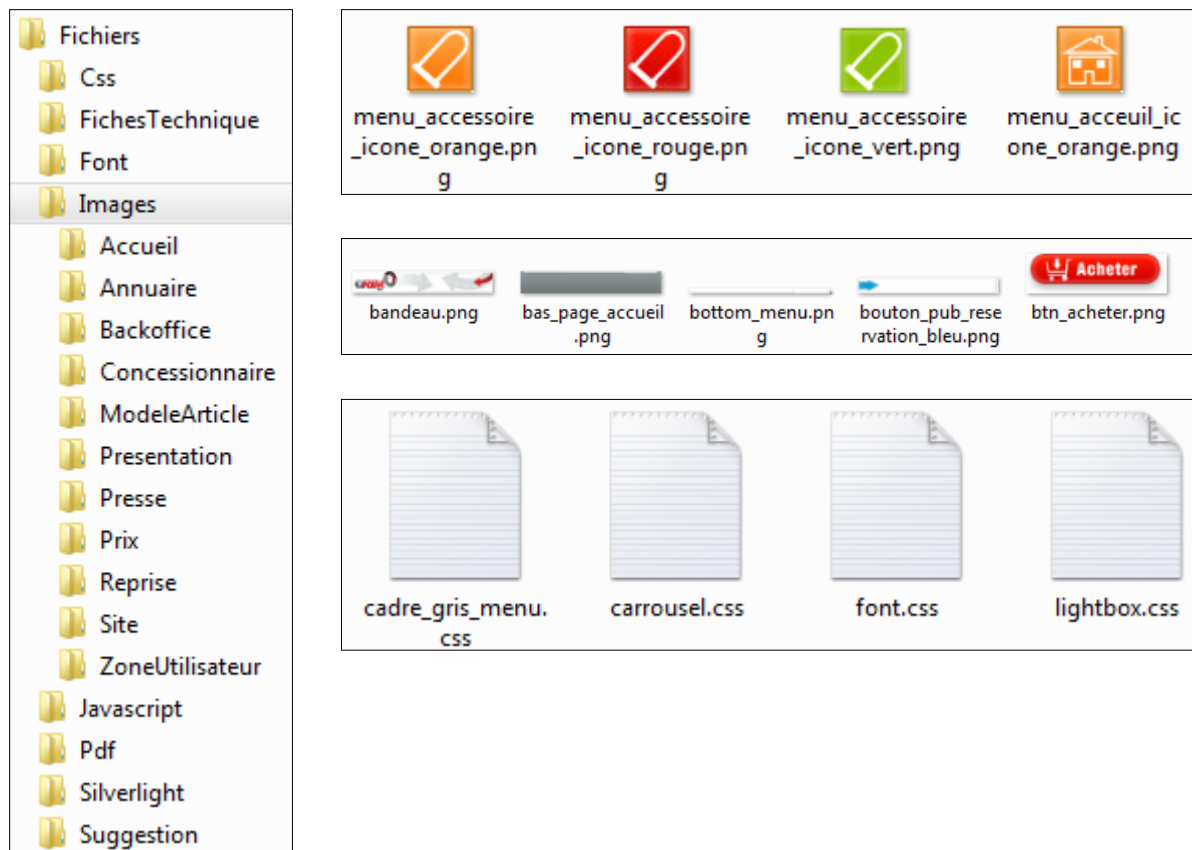 Fichiers
Css
FichesTechnique
Font
Images
Accueil
Annuaire
Backoffice
Concessionnaire
ModeleArticle
Presentation
Presse
Prix
Reprise
Site
ZoneUtilisateur
Javascript
Pdf
Silverlight
Suggestion
menu_accessoire
_icone_orange.pn
g
menu_accessoire
_icone_rouge.pn
g
menu_accessoire
_icone_vert.png
menu_acceuil_ic
one_orange.png
bandeau.png
bas_page_accueil
.png
bottom_menu.pn
g
bouton_pub_rese
rvation_bleu.png
Acheter
btn_acheter.png
cadre_gris_menu.
css
carrousel.css
font.css
lightbox.css